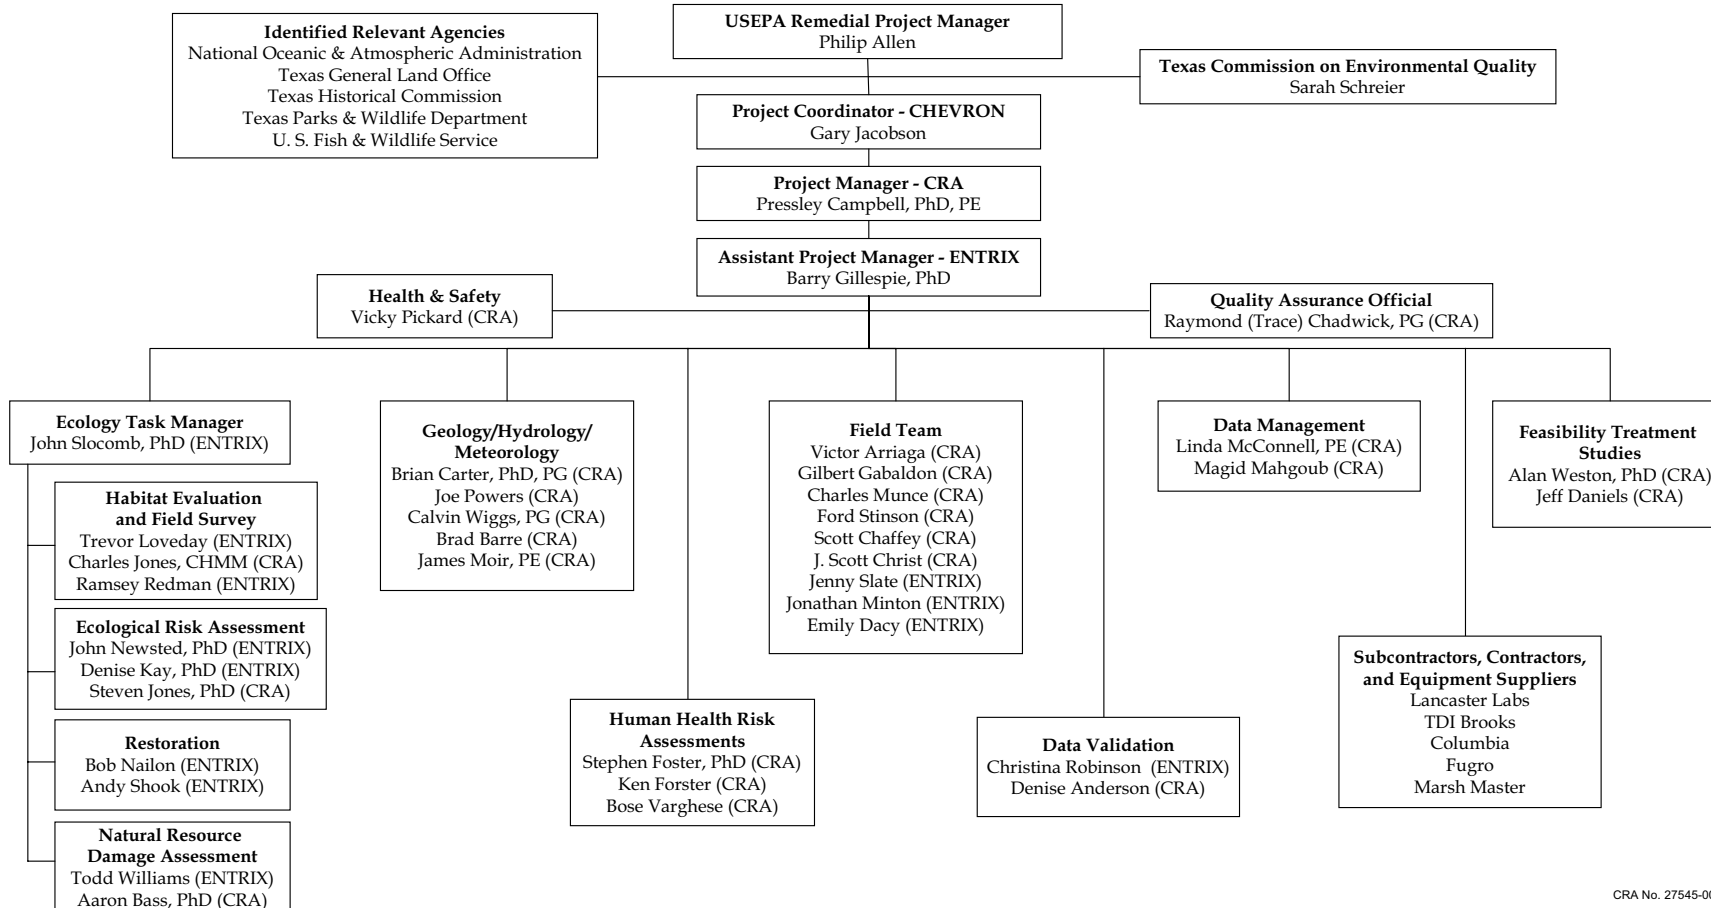 USEPA Remedial Project Manager
Philip Allen
Identified Relevant Agencies
National Oceanic & Atmospheric Administration
Texas General Land Office
Texas Historical Commission
Texas Parks & Wildlife Department
U. S. Fish & Wildlife Service
Texas Commission on Environmental Quality
Sarah Schreier
Project Coordinator - CHEVRON
Gary Jacobson
Project Manager - CRA
Pressley Campbell, PhD, PE
Assistant Project Manager - ENTRIX
Barry Gillespie, PhD
Health & Safety
Vicky Pickard (CRA)
Quality Assurance Official
Raymond (Trace) Chadwick, PG (CRA)
Ecology Task Manager
John Slocomb, PhD (ENTRIX)
Habitat Evaluation
and Field Survey
Trevor Loveday (ENTRIX)
Charles Jones, CHMM (CRA)
Ramsey Redman (ENTRIX)
Ecological Risk Assessment
John Newsted, PhD (ENTRIX)
Denise Kay, PhD (ENTRIX)
Steven Jones, PhD (CRA)
Restoration
Bob Nailon (ENTRIX)
Andy Shook (ENTRIX)
Natural Resource
Damage Assessment
Todd Williams (ENTRIX)
Aaron Bass, PhD (CRA)
Geology/Hydrology/
Meteorology
Brian Carter, PhD, PG (CRA)
Joe Powers (CRA)
Calvin Wiggs, PG (CRA)
Brad Barre (CRA)
James Moir, PE (CRA)
Human Health Risk
Assessments
Stephen Foster, PhD (CRA)
Ken Forster (CRA)
Bose Varghese (CRA)
Field Team
Victor Arriaga (CRA)
Gilbert Gabaldon (CRA)
Charles Munce (CRA)
Ford Stinson (CRA)
Scott Chaffey (CRA)
J. Scott Christ (CRA)
Jenny Slate (ENTRIX)
Jonathan Minton (ENTRIX)
Emily Dacy (ENTRIX)
Data Validation
Christina Robinson (ENTRIX)
Denise Anderson (CRA)
Data Management
Linda McConnell, PE (CRA)
Magid Mahgoub (CRA)
Subcontractors, Contractors,
and Equipment Suppliers
Lancaster Labs
TDI Brooks
Columbia
Fugro
Marsh Master
Feasibility Treatment
Studies
Alan Weston, PhD (CRA)
Jeff Daniels (CRA)
CRA No. 27545-00